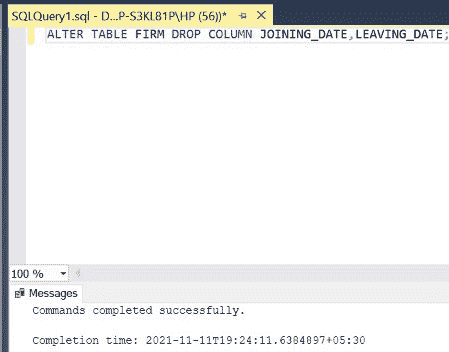 SQLQuery1.sql - D...P-S3KL81P\HP (56))*
ALTER TABLE FIRM DROP COLUMN JOINING_DATE,LEAVING_DATE;
100 %
Messages
Commands completed successfully.
Completion time: 2021-11-11T19:24:11.6384897+05:30